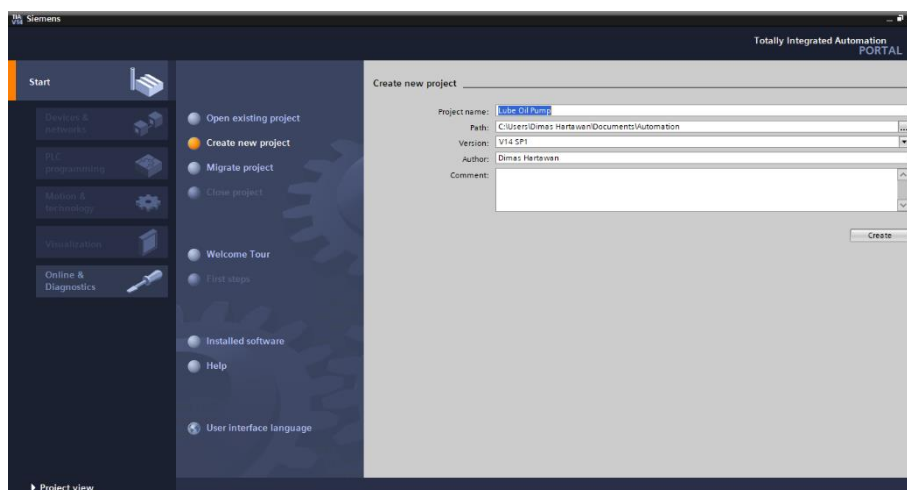 TIA V14 Siemens
Totally Integrated Automation
PORTAL
Start
Devices & networks
PLC programming
Motion & technology
Visualization
Online & Diagnostics
Open existing project
Create new project
Migrate project
Close project
Welcome Tour
First steps
Installed software
Help
User interface language
Create new project
Project name: Lube Oil Pump
Path: C:\Users\Dimas Hartawan\Documents\Automation
...
Version: V14 SP1
Author: Dimas Hartawan
Comment:
Create
Project view